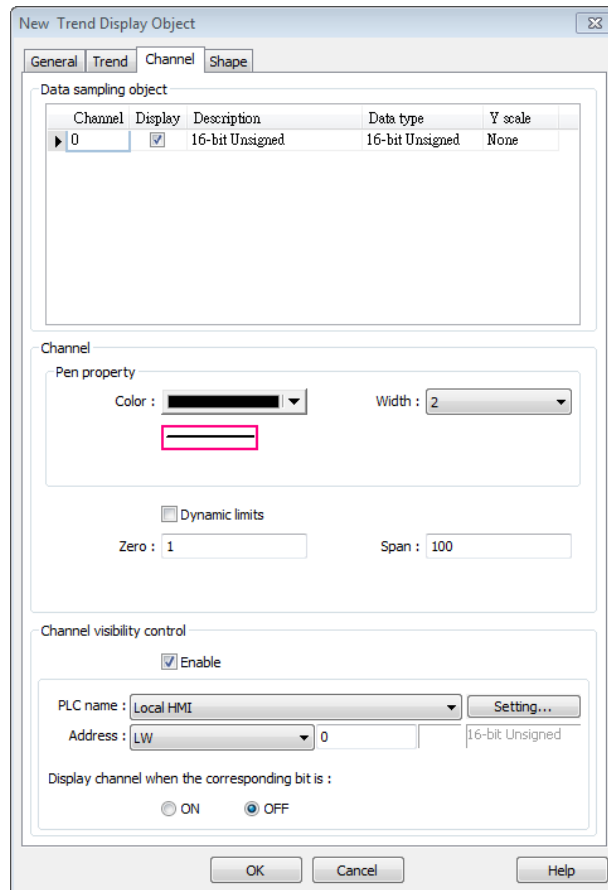 New Trend Display Object
General Trend Channel Shape
Data sampling object
Channel Display Description Data type Y scale
0 16-bit Unsigned 16-bit Unsigned None
Channel
Pen property
Color : Width : 2
Dynamic limits
Zero : 1 Span : 100
Channel visibility control
Enable
PLC name : Local HMI Setting...
Address : LW 0 16-bit Unsigned
Display channel when the corresponding bit is :
ON OFF
OK Cancel Help